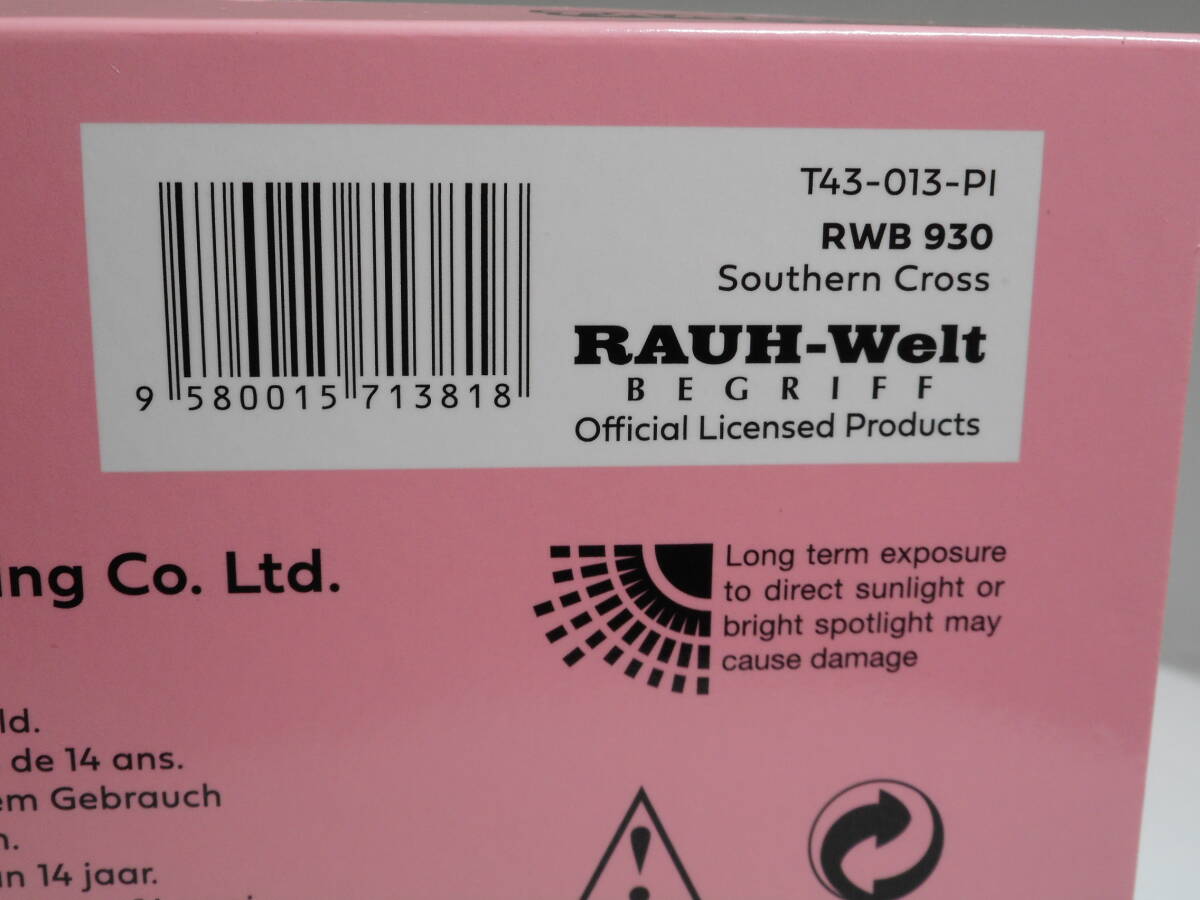 T43-013-PI
RWB 930
Southern Cross
RAUH-Welt
BEGRIFF
Official Licensed Products
9 580015 713818
ing Co. Ltd.
Long term exposure
to direct sunlight or
bright spotlight may
cause damage
ld.
de 14 ans.
em Gebrauch
n.
an 14 jaar.